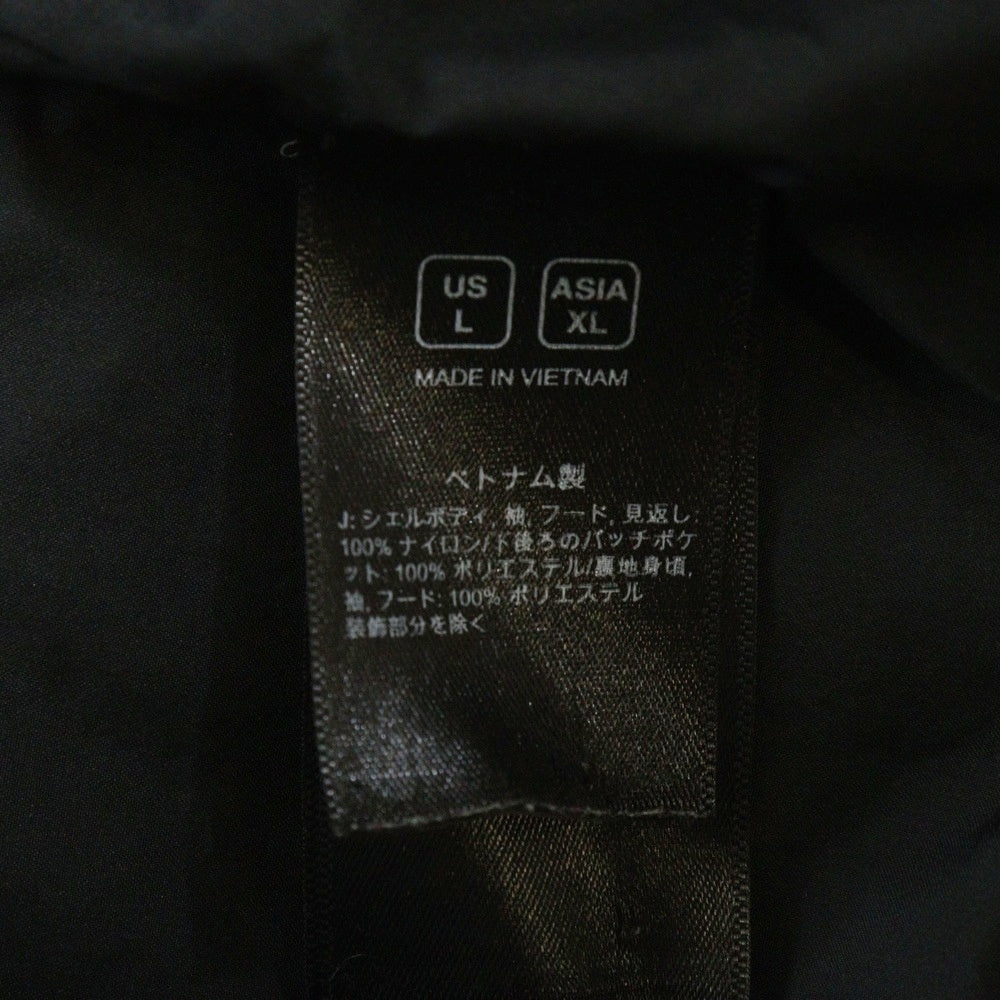 US
L
ASIA
XL
MADE IN VIETNAM
ベトナム製
J: シェルボディ, 袖, フード, 見返し
100% ナイロン/下後ろのパッチポケ
ット: 100% ポリエステル/裏地身頃,
袖, フード: 100% ポリエステル
装飾部分を除く